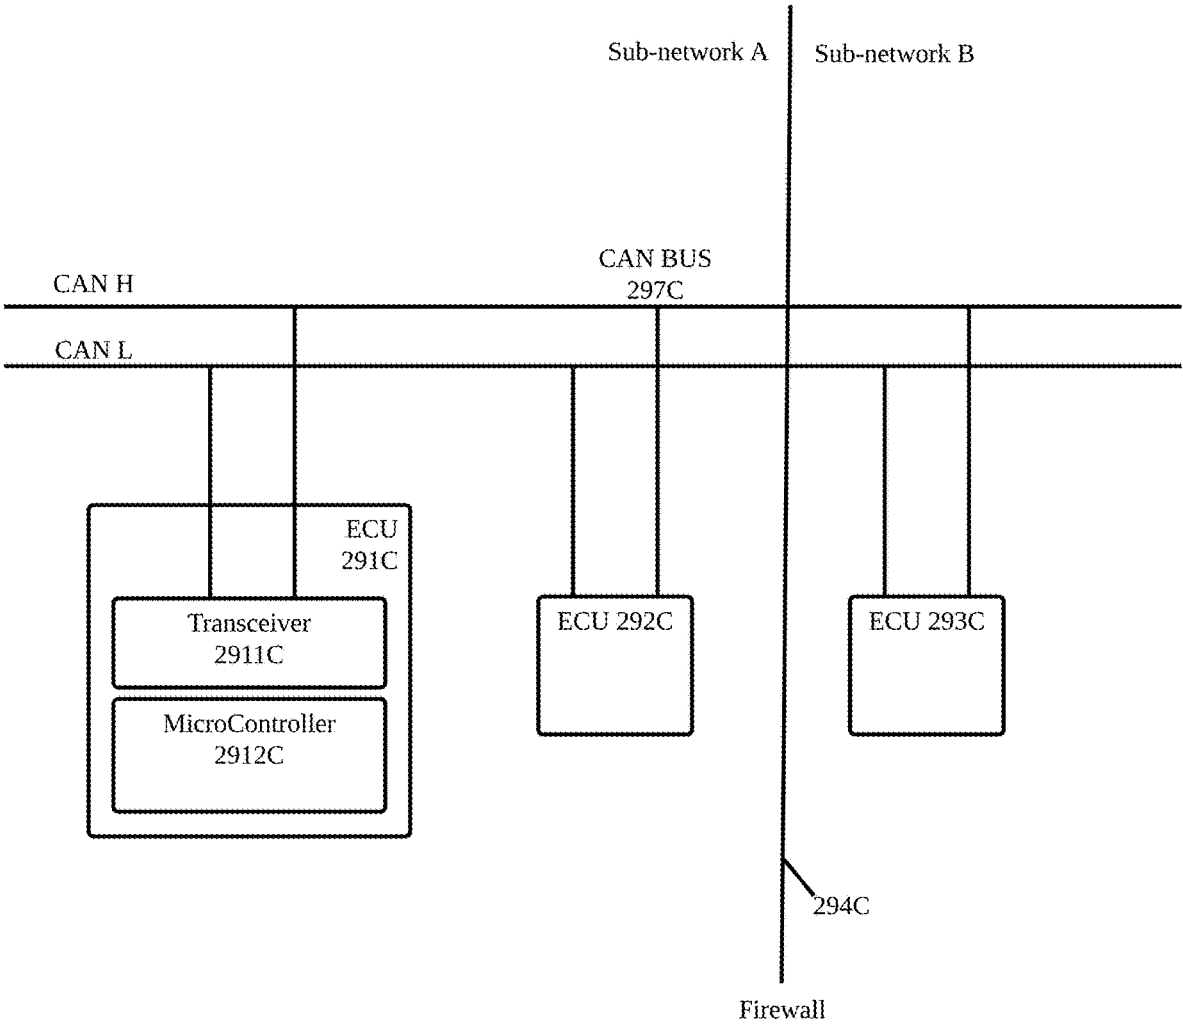 Sub-network A
Sub-network B
CAN BUS
297C
CAN H
CAN L
ECU
291C
Transceiver
2911C
MicroController
2912C
ECU 292C
ECU 293C
294C
Firewall